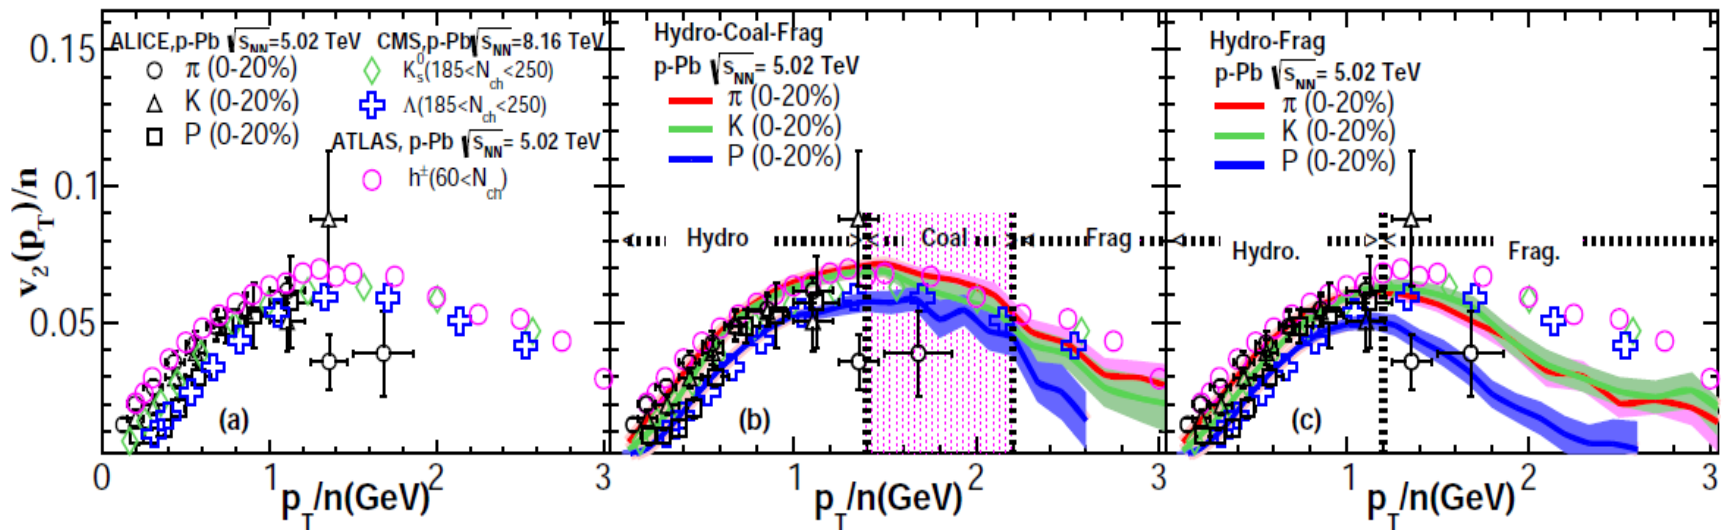 ALICE,p-Pb √sNN=5.02 TeV
π (0-20%)
K (0-20%)
P (0-20%)
CMS,p-Pb√sNN=8.16 TeV
K⁰s(185<Nch<250)
Λ(185<Nch<250)
ATLAS, p-Pb √sNN= 5.02 TeV
h±(60<Nch)
(a)
Hydro-Coal-Frag
p-Pb √sNN= 5.02 TeV
π (0-20%)
K (0-20%)
P (0-20%)
Hydro
Coal
Frag
(b)
Hydro-Frag
p-Pb √sNN= 5.02 TeV
π (0-20%)
K (0-20%)
P (0-20%)
Hydro.
Frag.
(c)
v2(pT)/n
0.15
0.1
0.05
0 1 2 3 1 2 3 1 2 3
pT/n(GeV) pT/n(GeV) pT/n(GeV)